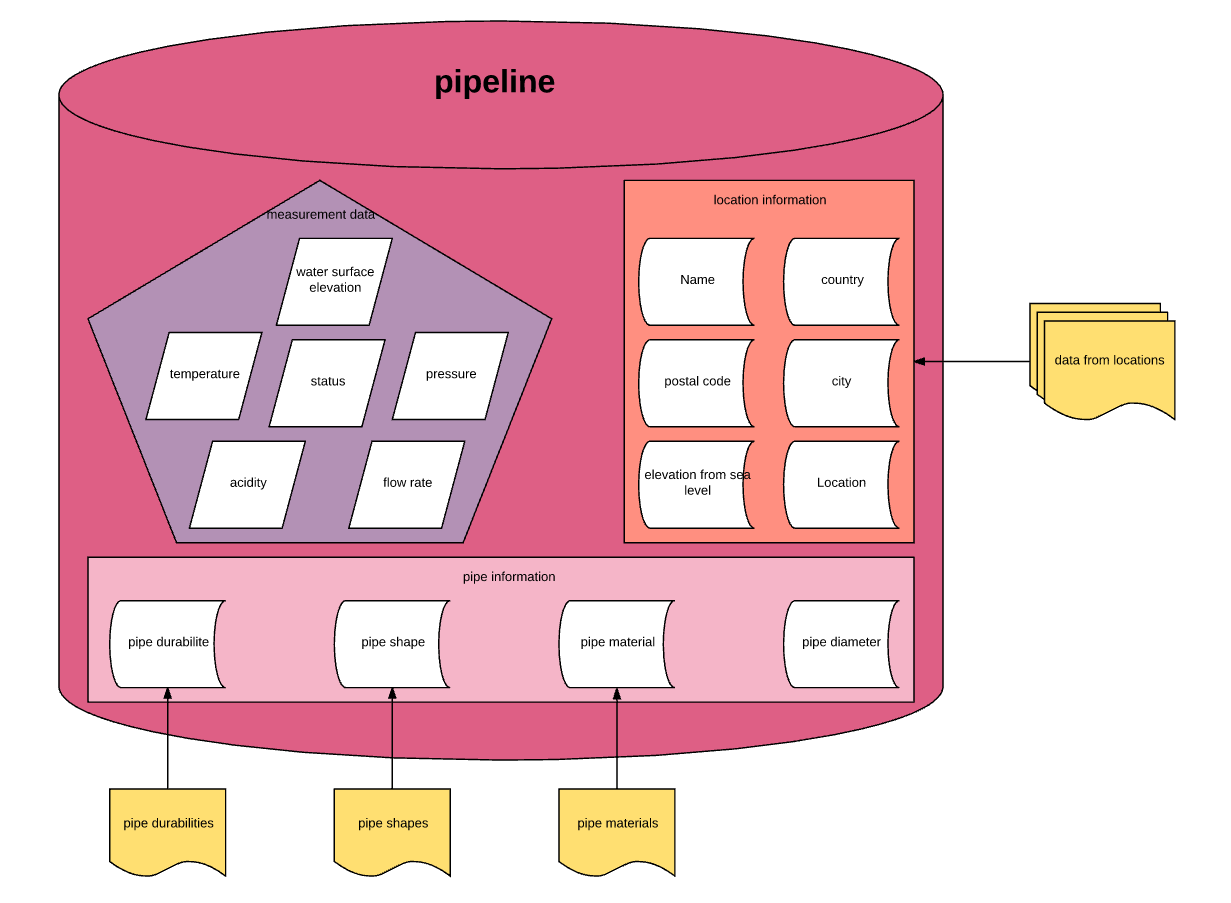 pipeline
measurement data
water surface
elevation
temperature
status
pressure
acidity
flow rate
location information
Name
country
postal code
city
elevation from sea
level
Location
data from locations
pipe information
pipe durabilite
pipe shape
pipe material
pipe diameter
pipe durabilities
pipe shapes
pipe materials